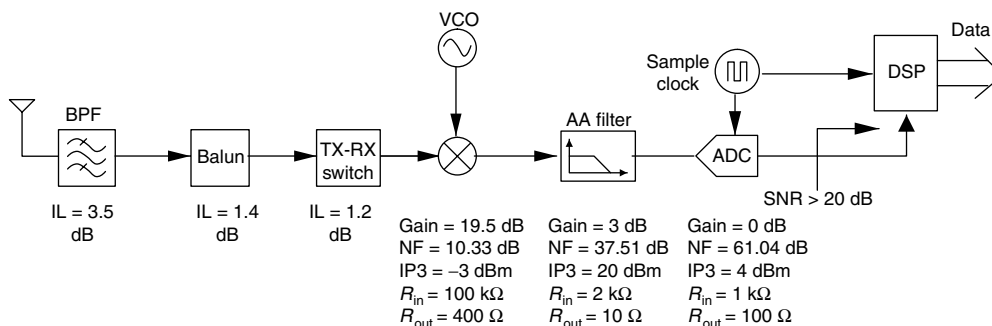 VCO
Data
Sample
clock
DSP
BPF
AA filter
Balun
TX-RX
switch
ADC
SNR > 20 dB
IL = 3.5
dB
IL = 1.4
dB
IL = 1.2
dB
Gain = 19.5 dB
NF = 10.33 dB
IP3 = −3 dBm
Rin = 100 kΩ
Rout = 400 Ω
Gain = 3 dB
NF = 37.51 dB
IP3 = 20 dBm
Rin = 2 kΩ
Rout = 10 Ω
Gain = 0 dB
NF = 61.04 dB
IP3 = 4 dBm
Rin = 1 kΩ
Rout = 100 Ω